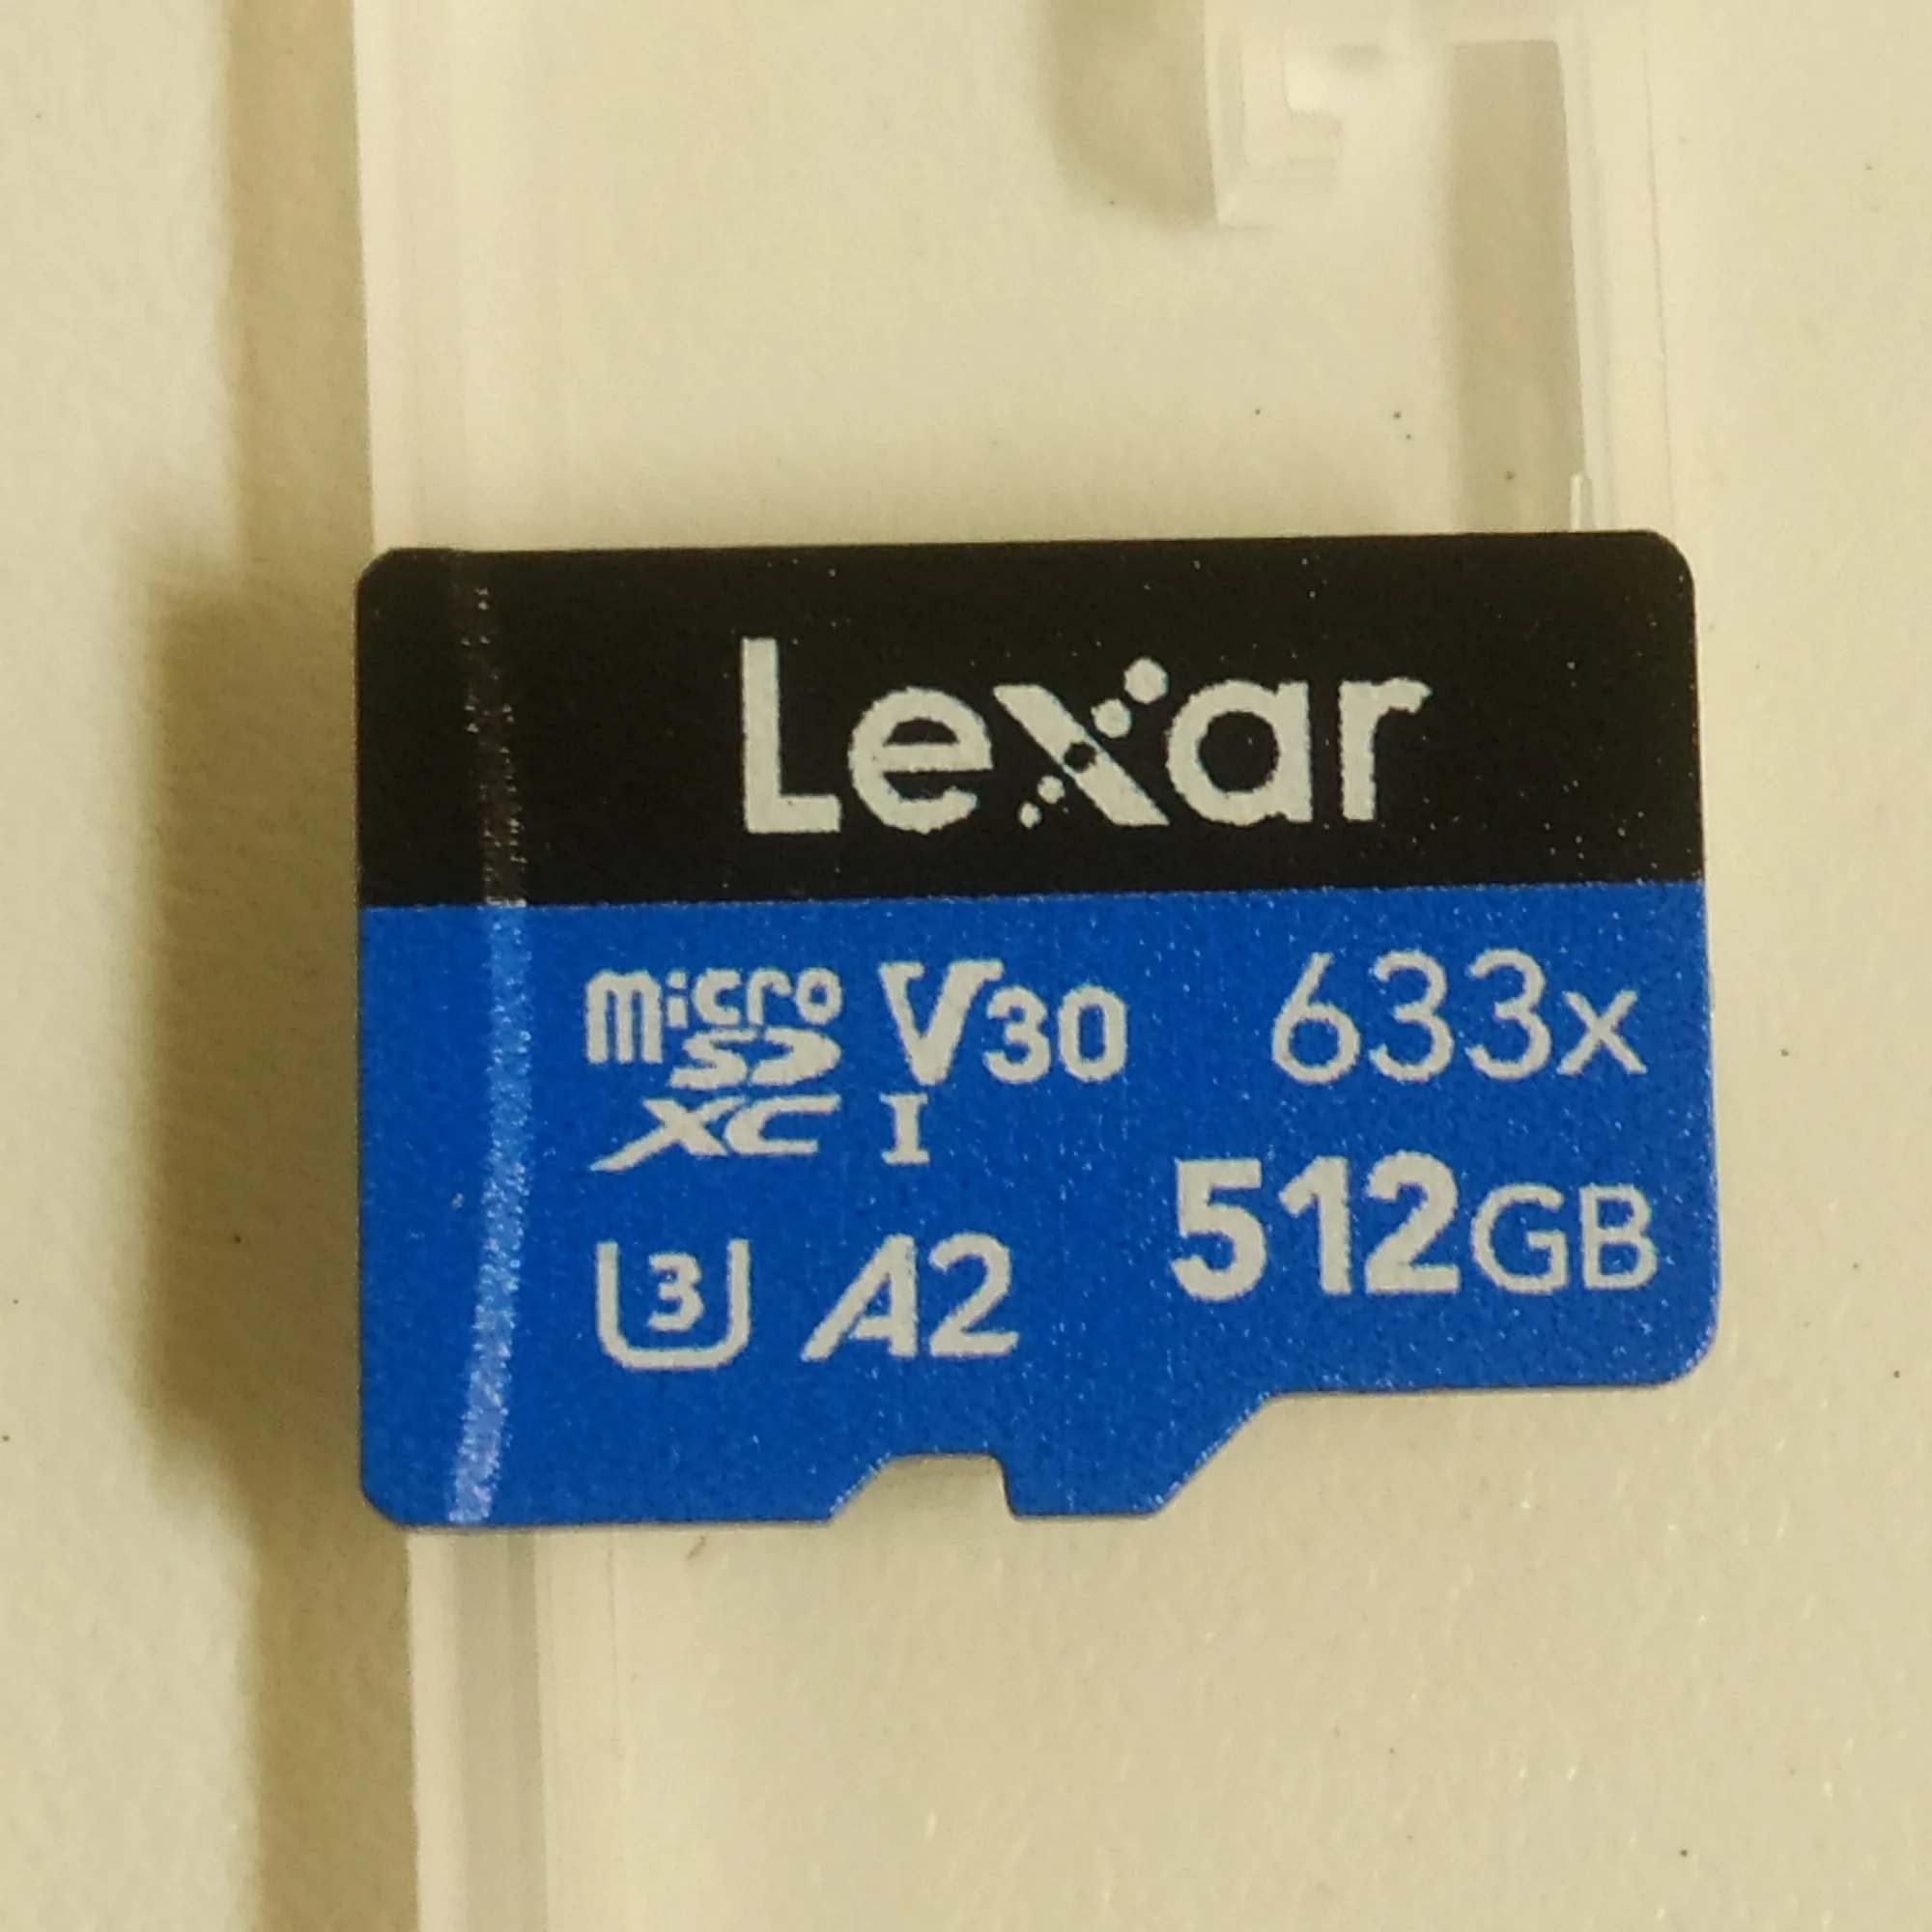 Lexar
micro SD XC I V30 633x
512GB
3 A2